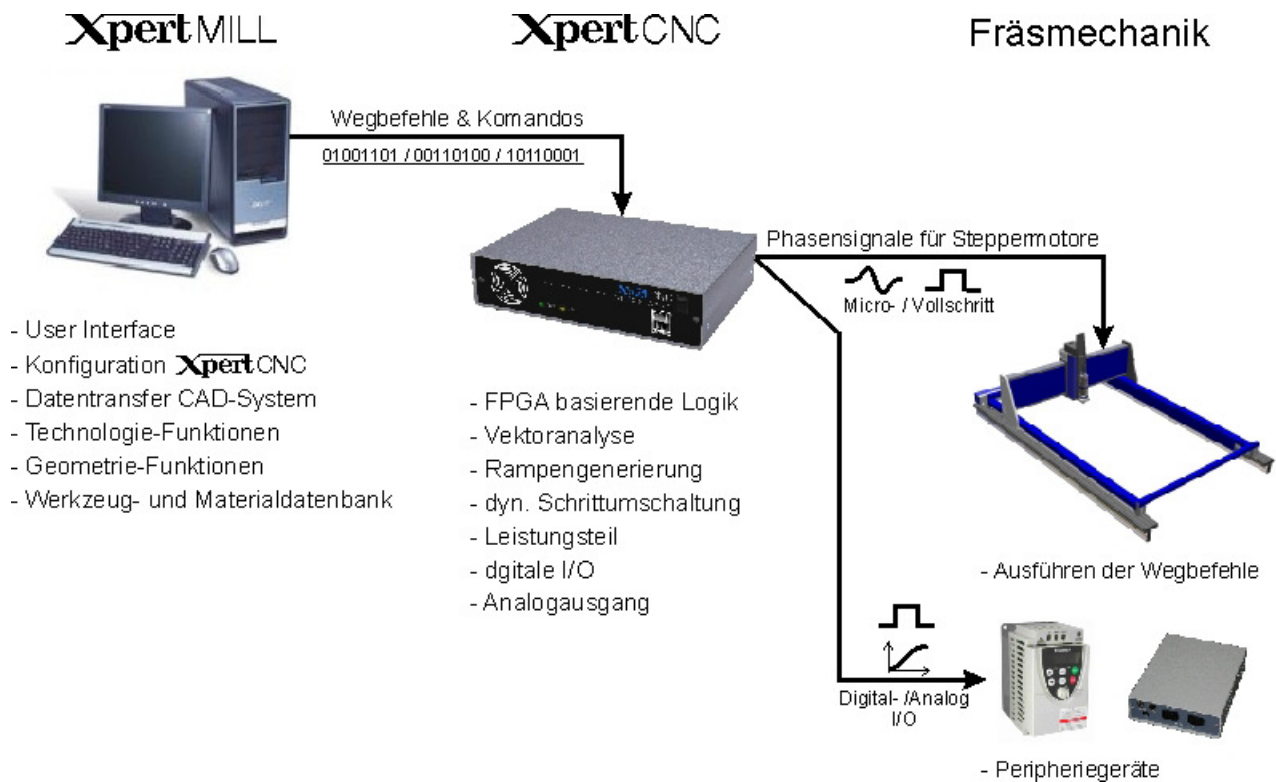 XpertMILL
XpertCNC
Fräsmechanik
Wegbefehle & Komandos
01001101 / 00110100 / 10110001
Phasensignale für Steppermotore
Micro- / Vollschritt
- User Interface
- Konfiguration XpertCNC
- Datentransfer CAD-System
- Technologie-Funktionen
- Geometrie-Funktionen
- Werkzeug- und Materialdatenbank
- FPGA basierende Logik
- Vektoranalyse
- Rampengenerierung
- dyn. Schrittumschaltung
- Leistungsteil
- dgitale I/O
- Analogausgang
- Ausführen der Wegbefehle
Digital- /Analog
I/O
- Peripheriegeräte